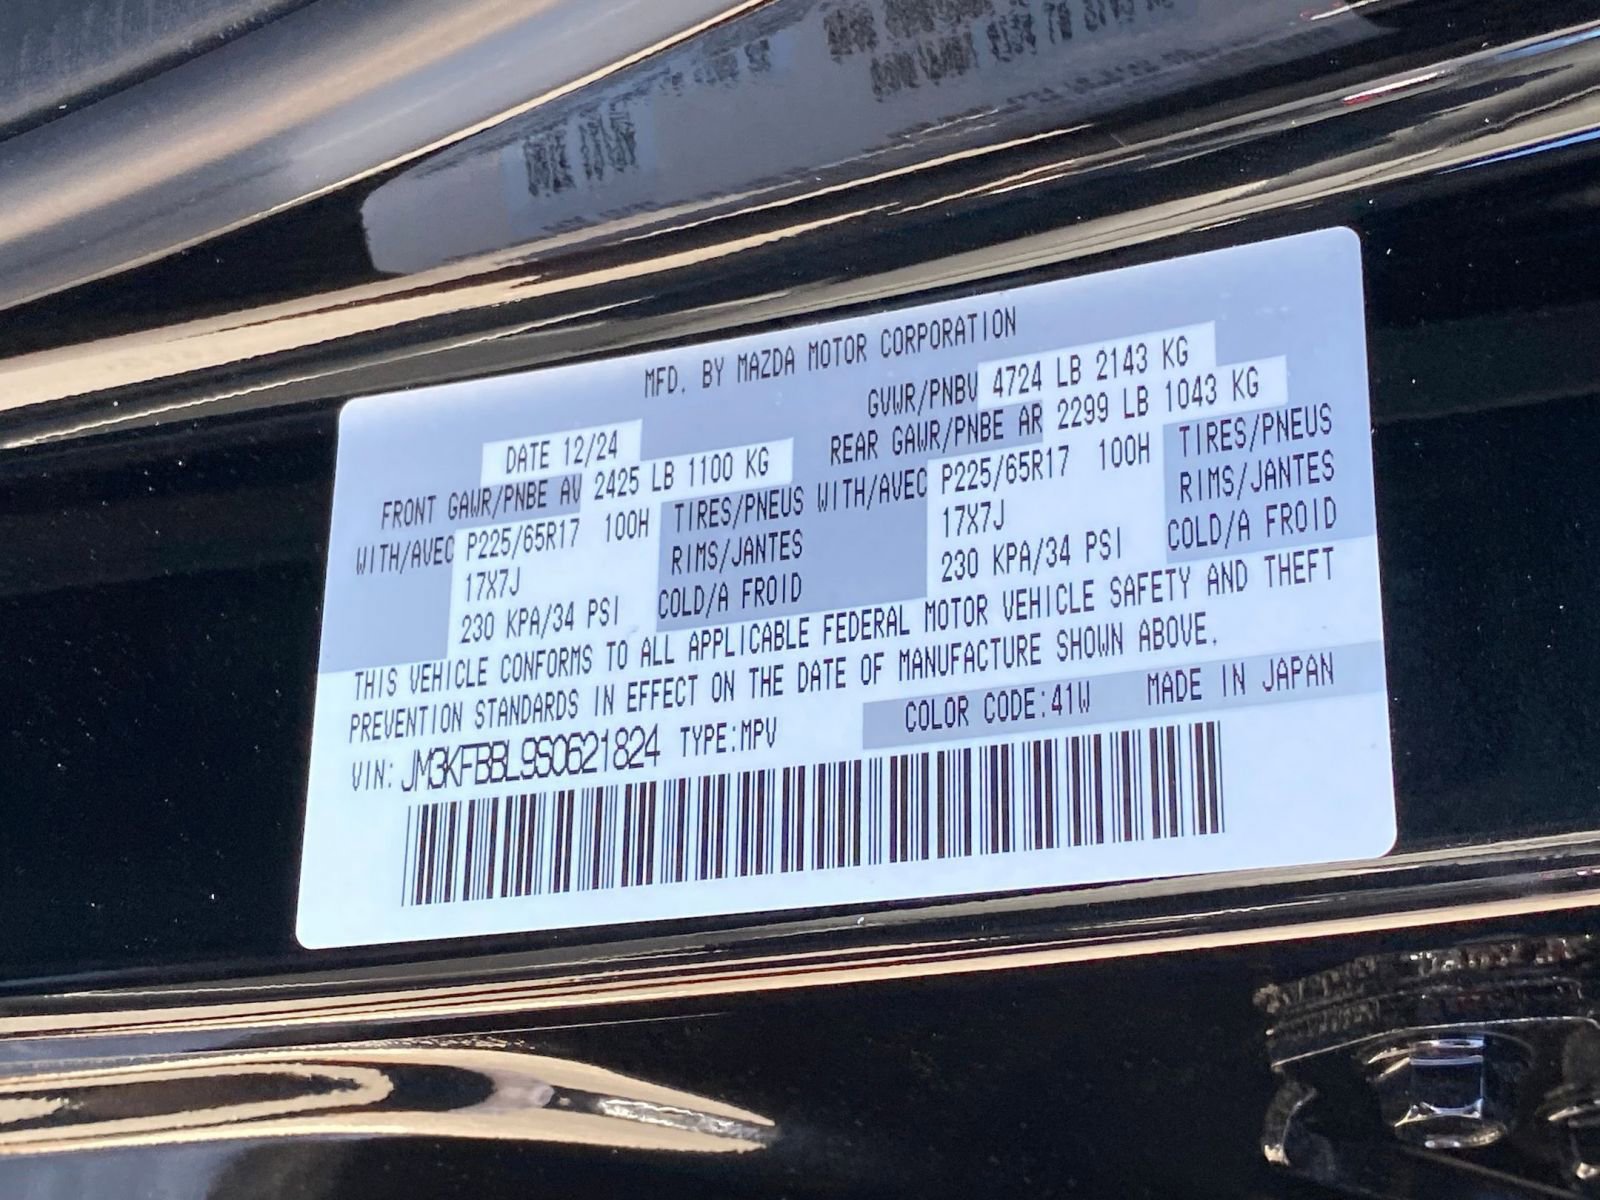 MFD. BY MAZDA MOTOR CORPORATION
DATE 12/24 GVWR/PNBV 4724 LB 2143 KG
FRONT GAWR/PNBE AV 2425 LB 1100 KG REAR GAWR/PNBE AR 2299 LB 1043 KG
WITH/AVEC P225/65R17 100H TIRES/PNEUS WITH/AVEC P225/65R17 100H TIRES/PNEUS
17X7J RIMS/JANTES 17X7J RIMS/JANTES
230 KPA/34 PSI COLD/A FROID 230 KPA/34 PSI COLD/A FROID
THIS VEHICLE CONFORMS TO ALL APPLICABLE FEDERAL MOTOR VEHICLE SAFETY AND THEFT
PREVENTION STANDARDS IN EFFECT ON THE DATE OF MANUFACTURE SHOWN ABOVE.
VIN: JM3KFBBL9S0621824 TYPE:MPV COLOR CODE:41W MADE IN JAPAN